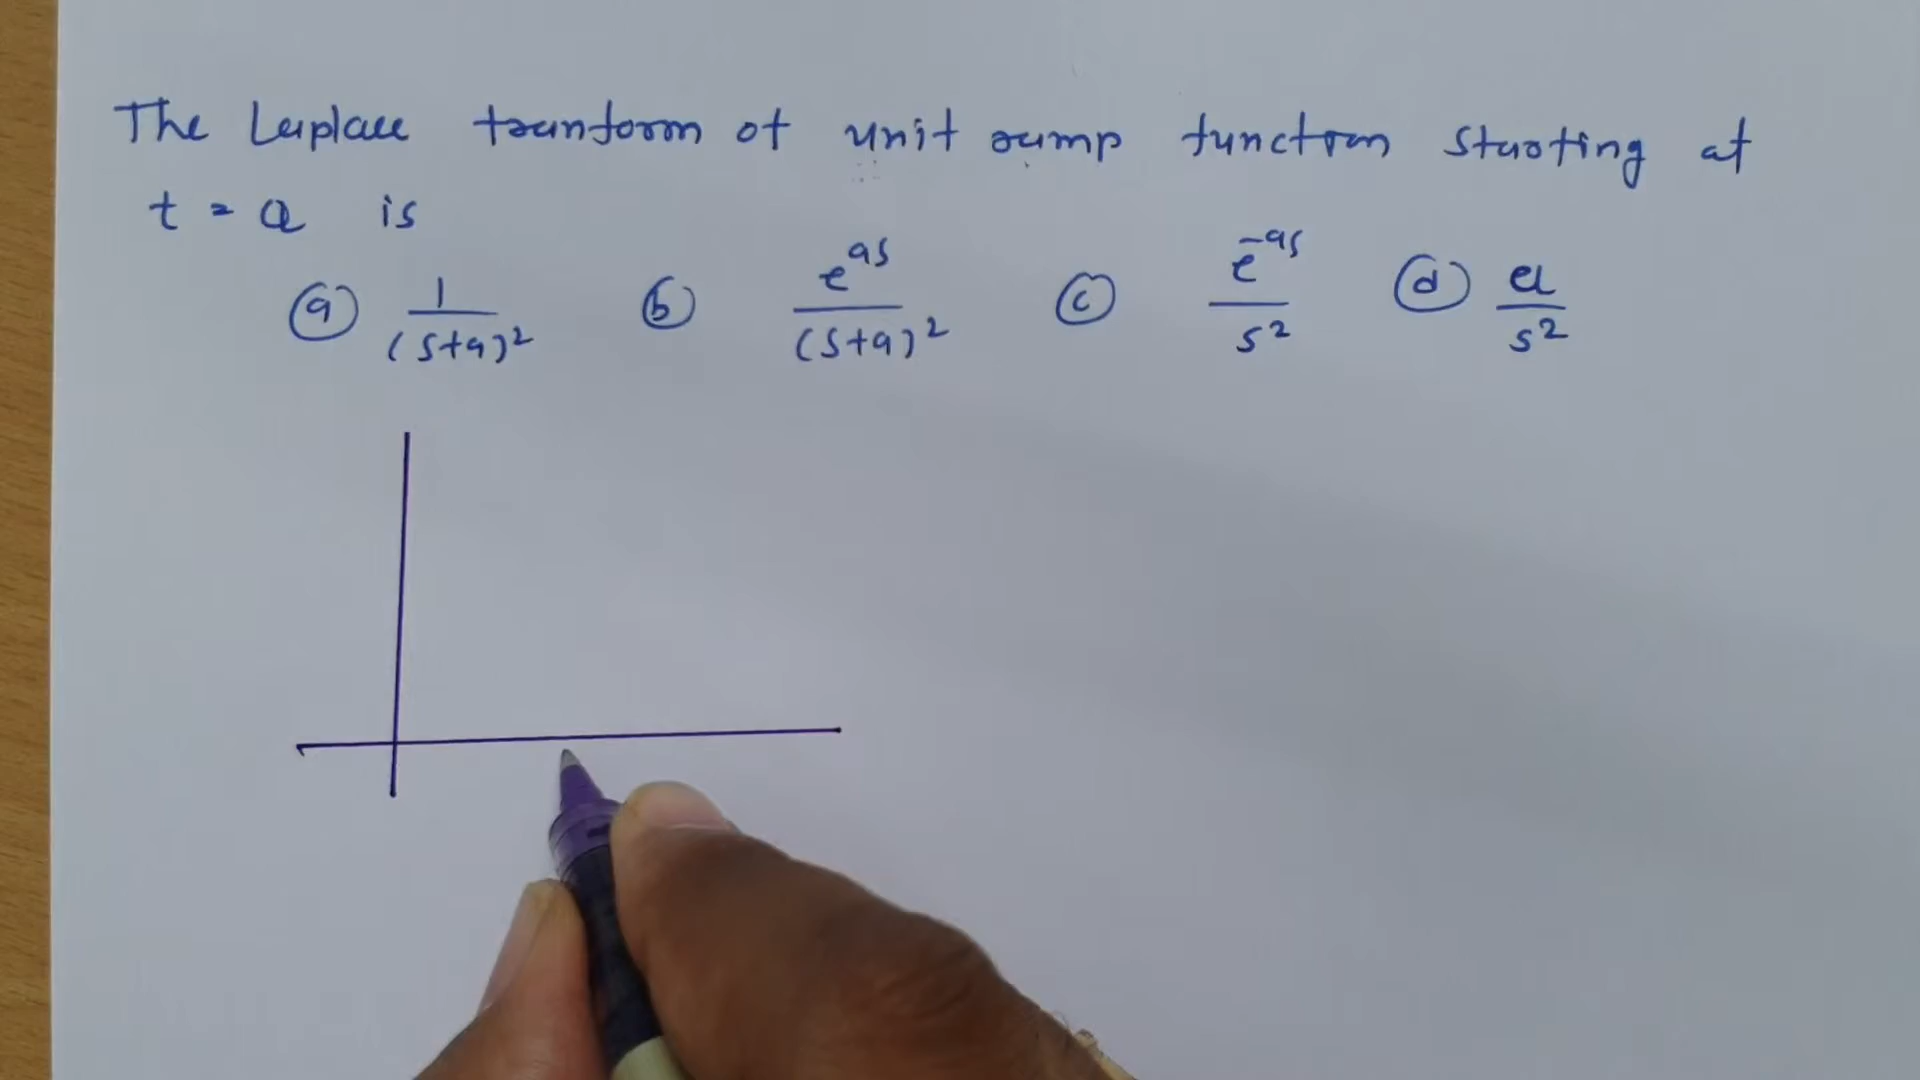 The Laplace transform of unit ramp function starting at
t = a is
(a) 1/(s+a)² (b) e^{as}/(s+a)² (c) e^{-as}/s² (d) a/s²